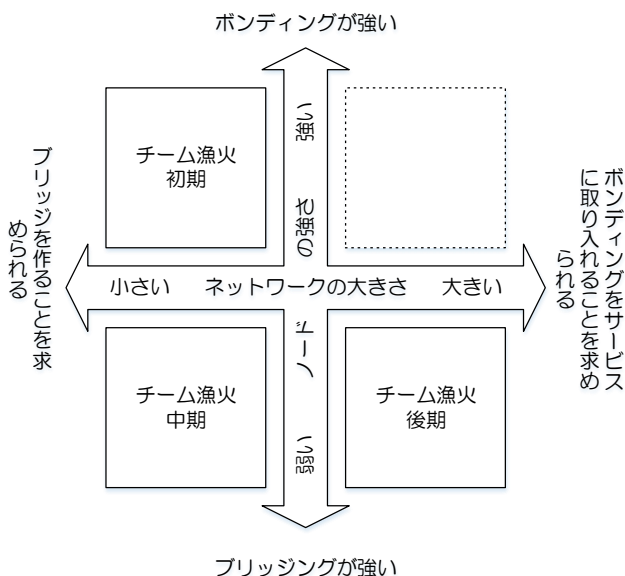 ボンディングが強い
チーム漁火
初期
強い
の強さ
ノード
弱い
ブリッジを作ることを求
められる
小さい　ネットワークの大きさ　大きい
ボンディングをサービス
に取り入れることを求め
られる
チーム漁火
中期
チーム漁火
後期
ブリッジングが強い